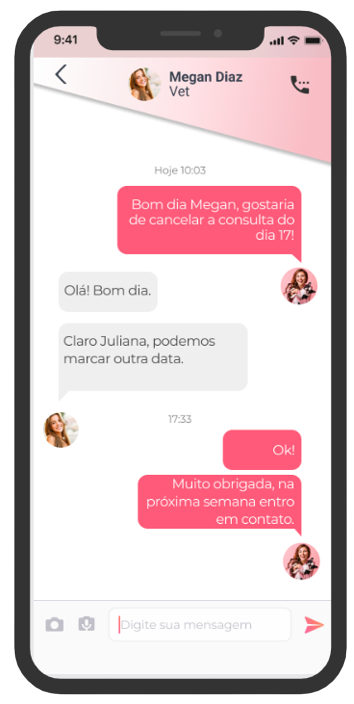 9:41
Megan Diaz
Vet
Hoje 10:03
Bom dia Megan, gostaria
de cancelar a consulta do
dia 17!
Olá! Bom dia.
Claro Juliana, podemos
marcar outra data.
17:33
Ok!
Muito obrigada, na
próxima semana entro
em contato.
Digite sua mensagem